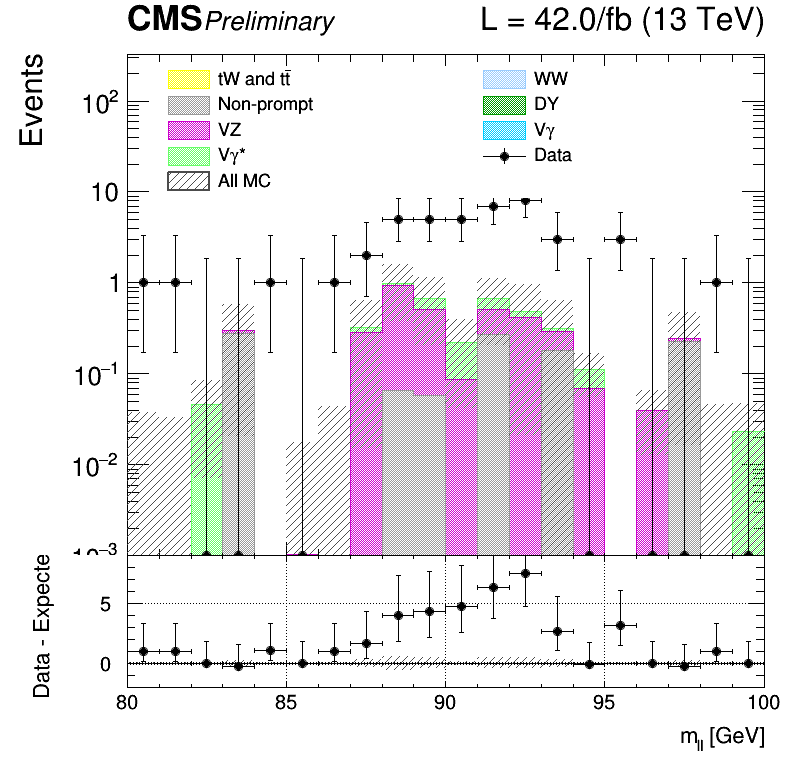 CMS Preliminary L = 42.0/fb (13 TeV)
Events
tW and tt̄ WW
Non-prompt DY
VZ Vγ
Vγ* Data
All MC
10²
10
1
10⁻¹
10⁻²
10⁻³
Data - Expecte
5
0
80 85 90 95 100
m_ll [GeV]